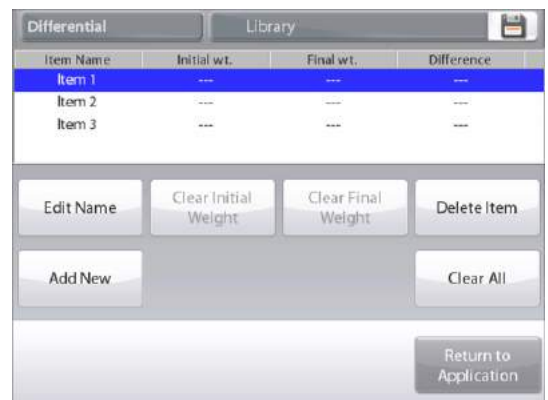 Differential Library
Item Name Initial wt. Final wt. Difference
Item 1 --- --- ---
Item 2 --- --- ---
Item 3 --- --- ---
Edit Name
Clear Initial
Weight
Clear Final
Weight
Delete Item
Add New
Clear All
Return to
Application